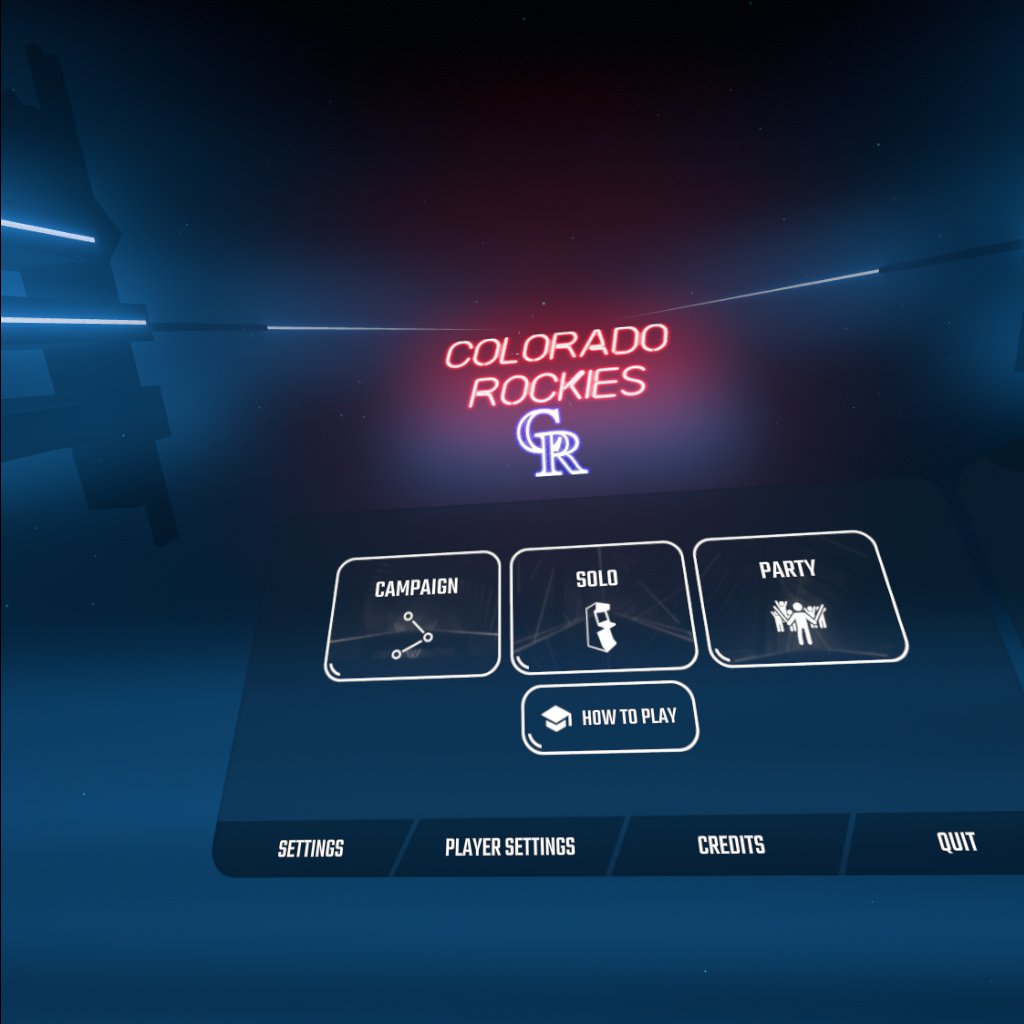 COLORADO
ROCKIES
CR
CAMPAIGN
SOLO
PARTY
HOW TO PLAY
SETTINGS
PLAYER SETTINGS
CREDITS
QUIT